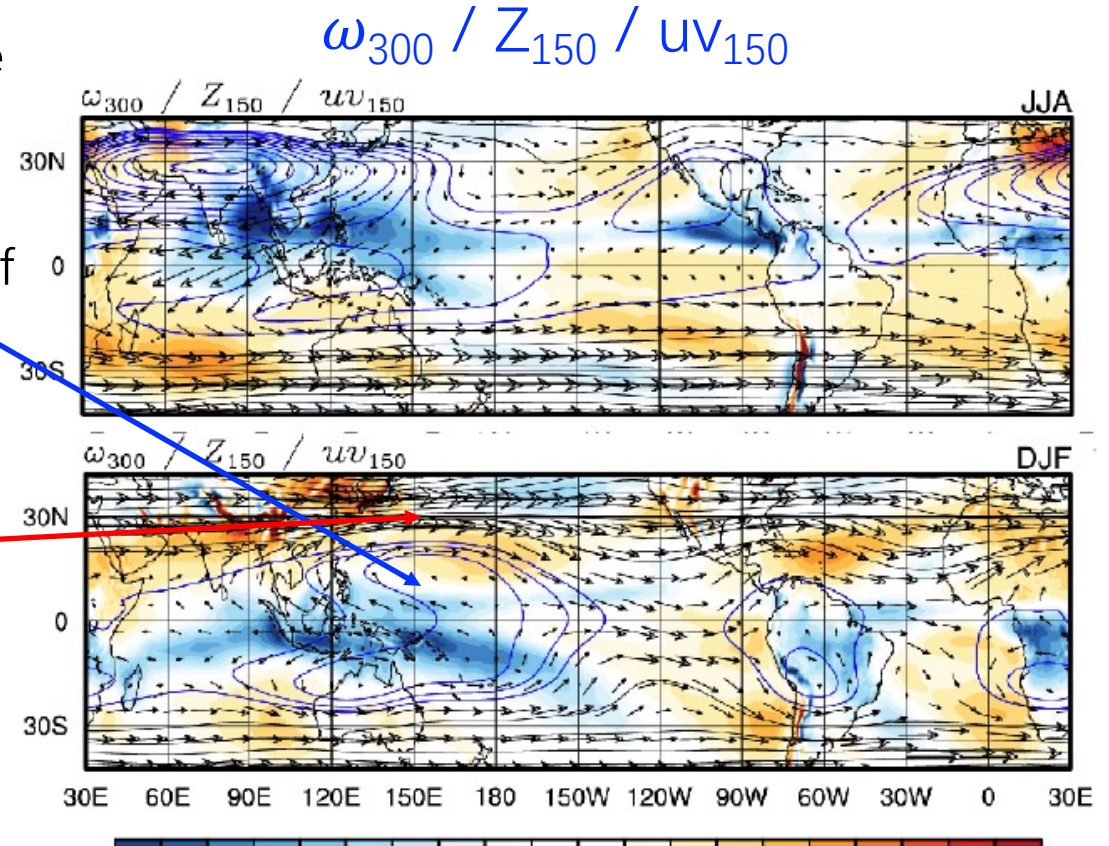 ω₃₀₀ / Z₁₅₀ / uv₁₅₀
e
ω₃₀₀ / Z₁₅₀ / uv₁₅₀ JJA
30N
0
f
30S
ω₃₀₀ / Z₁₅₀ / uv₁₅₀ DJF
30N
0
30S
30E 60E 90E 120E 150E 180 150W 120W 90W 60W 30W 0 30E